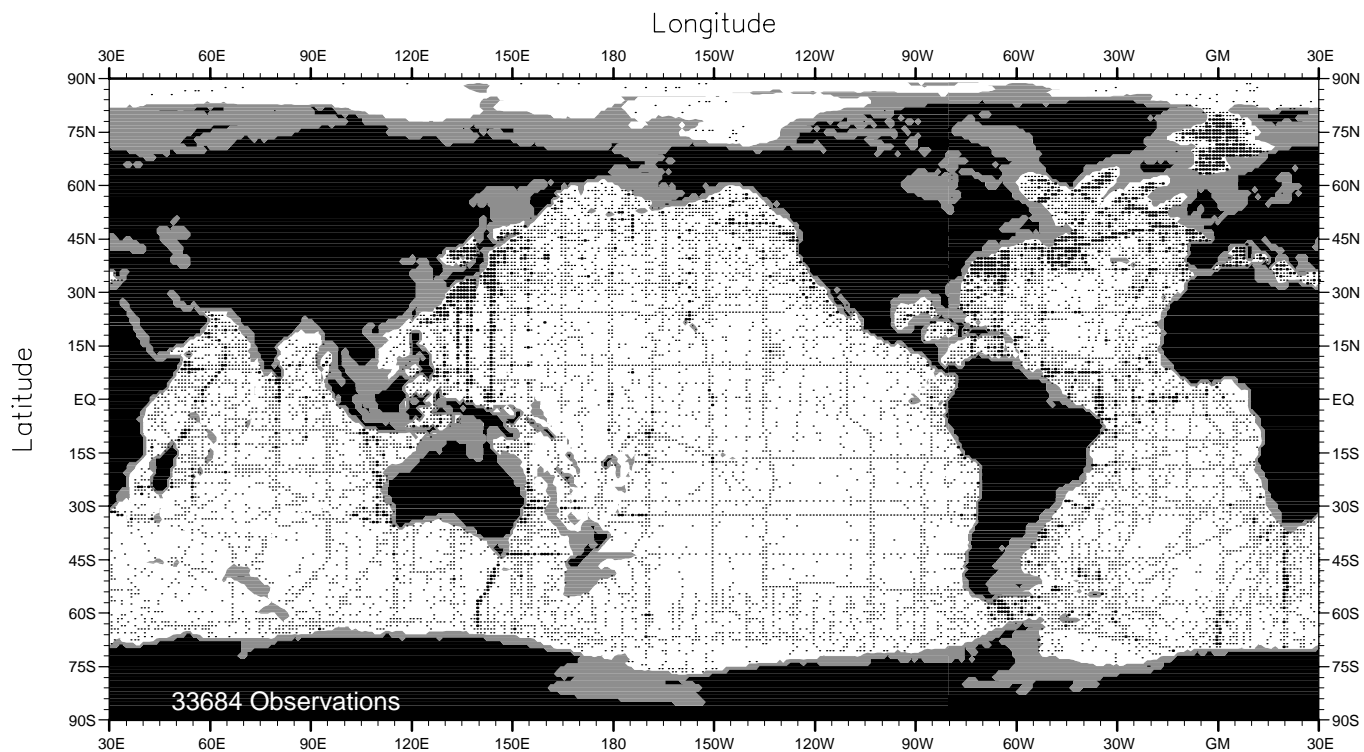 Longitude
30E 60E 90E 120E 150E 180 150W 120W 90W 60W 30W GM 30E
90N 90N
75N 75N
60N 60N
45N 45N
30N 30N
15N 15N
Latitude
EQ EQ
15S 15S
30S 30S
45S 45S
60S 60S
75S 75S
33684 Observations
90S 90S
30E 60E 90E 120E 150E 180 150W 120W 90W 60W 30W GM 30E